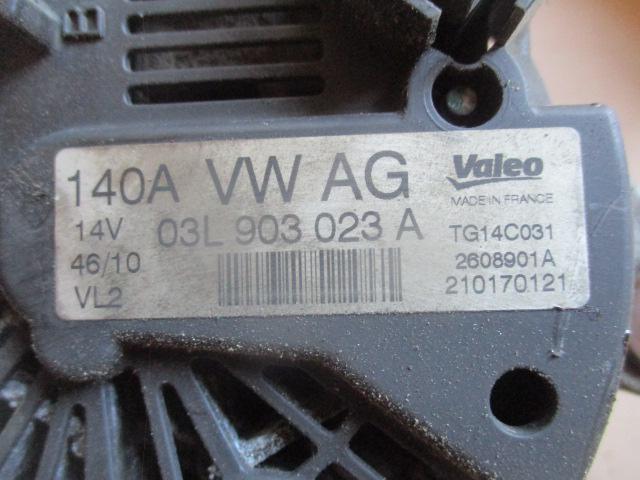 B
140A VW AG Valeo
MADE IN FRANCE
14V 03L 903 023 A TG14C031
46/10 2608901A
VL2 210170121